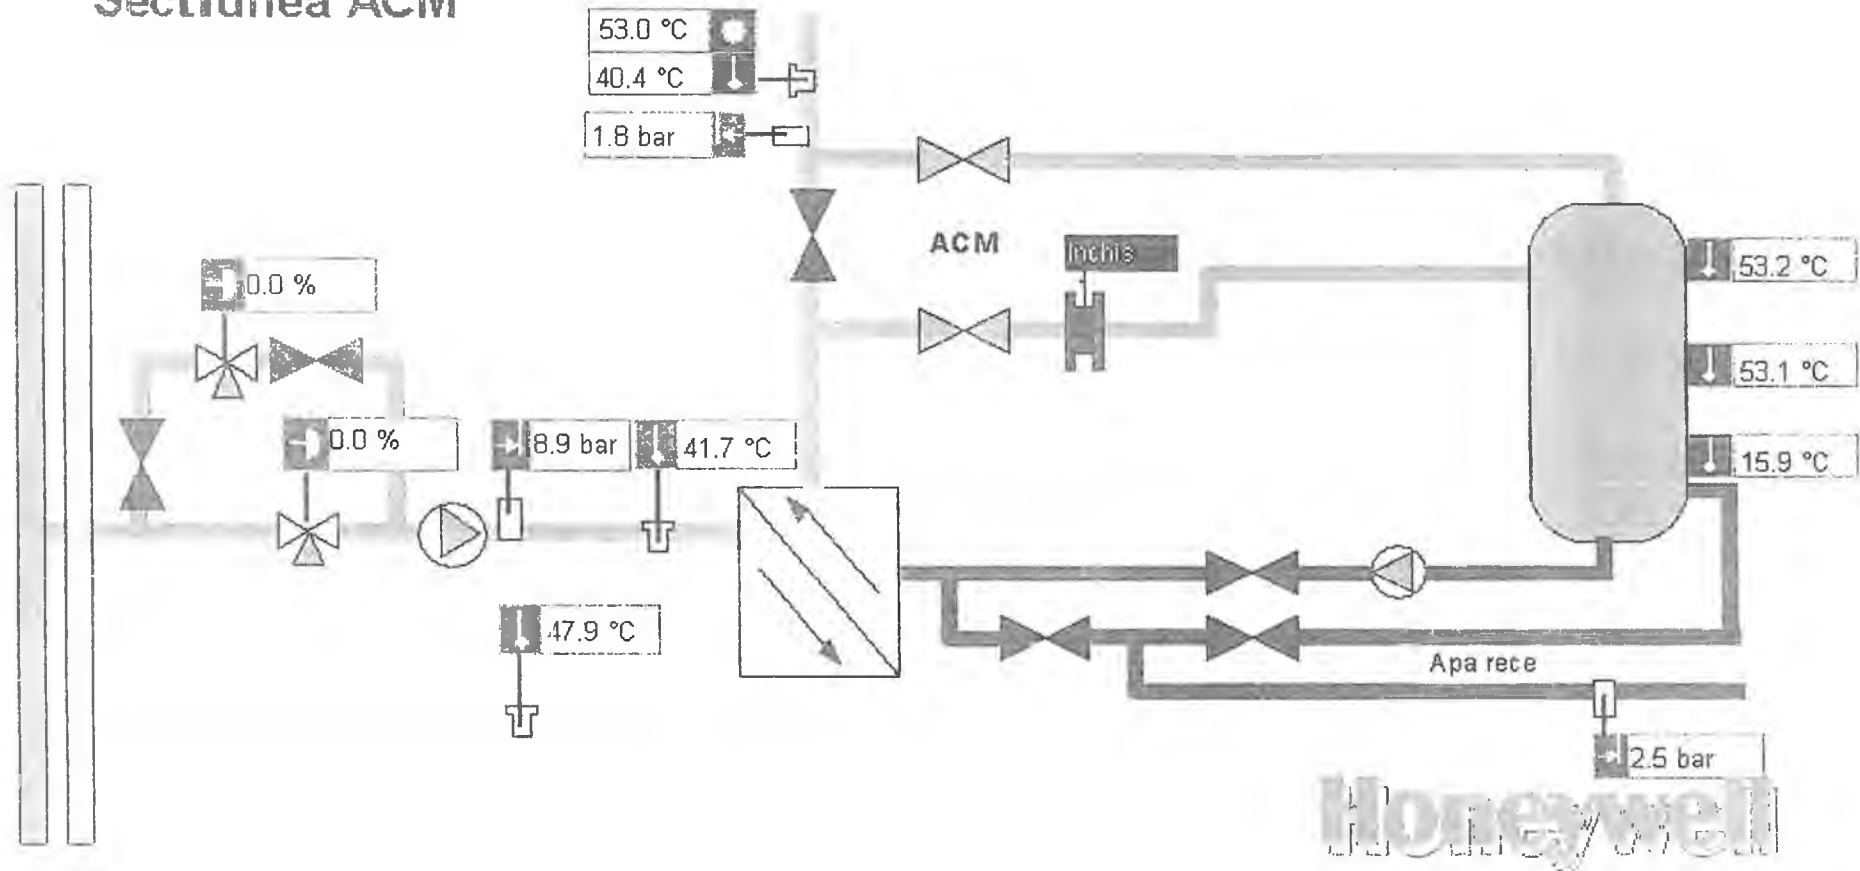 Sectiunea ACM
53.0 °C
40.4 °C
1.8 bar
ACM
Inchis
53.2 °C
0.0 %
53.1 °C
0.0 %
8.9 bar
41.7 °C
15.9 °C
47.9 °C
Apa rece
2.5 bar
Honeywell